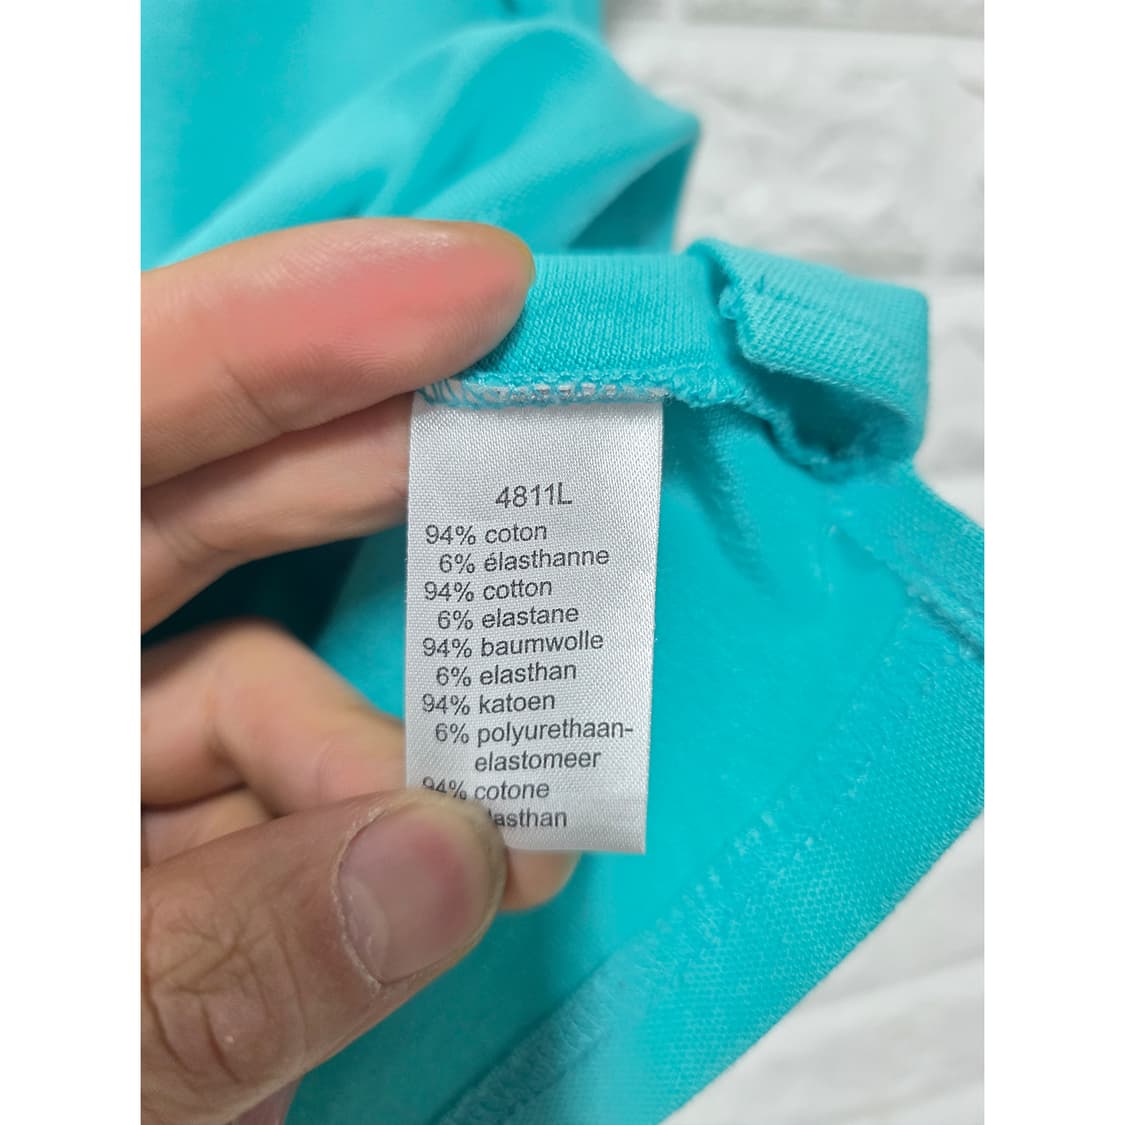 4811L
94% coton
6% élasthanne
94% cotton
6% elastane
94% baumwolle
6% elasthan
94% katoen
6% polyurethaan-
elastomeer
94% cotone